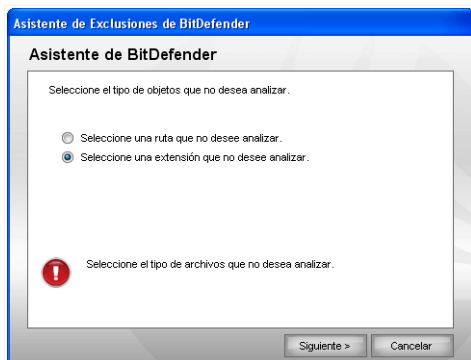 Asistente de Exclusiones de BitDefender
Asistente de BitDefender
Seleccione el tipo de objetos que no desea analizar.
Seleccione una ruta que no desee analizar.
Seleccione una extensión que no desee analizar.
Seleccione el tipo de archivos que no desea analizar.
Siguiente »
Cancelar